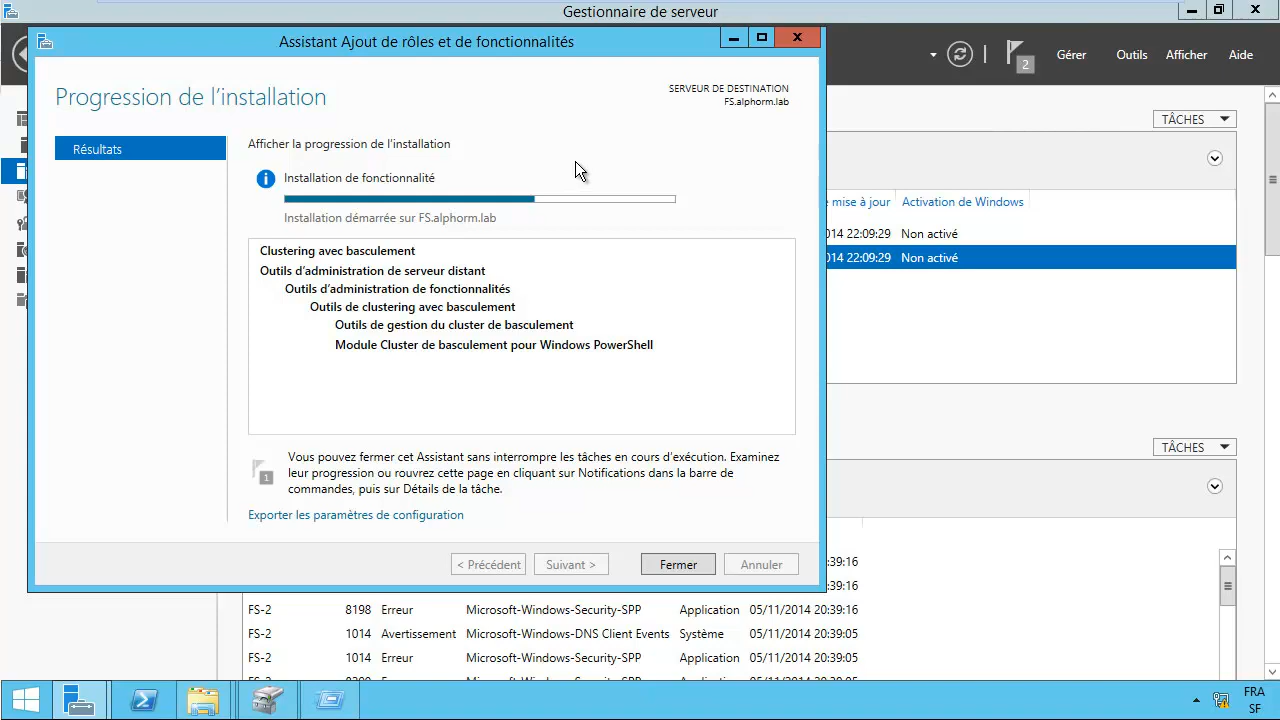 Gestionnaire de serveur
Assistant Ajout de rôles et de fonctionnalités
2
Gérer
Outils
Afficher
Aide
Progression de l'installation
SERVEUR DE DESTINATION
FS.alphorm.lab
Résultats
Afficher la progression de l'installation
Installation de fonctionnalité
Installation démarrée sur FS.alphorm.lab
Clustering avec basculement
Outils d'administration de serveur distant
Outils d'administration de fonctionnalités
Outils de clustering avec basculement
Outils de gestion du cluster de basculement
Module Cluster de basculement pour Windows PowerShell
1
Vous pouvez fermer cet Assistant sans interrompre les tâches en cours d'exécution. Examinez
leur progression ou rouvrez cette page en cliquant sur Notifications dans la barre de
commandes, puis sur Détails de la tâche.
Exporter les paramètres de configuration
< Précédent
Suivant >
Fermer
Annuler
TÂCHES
mise à jour Activation de Windows
014 22:09:29 Non activé
014 22:09:29 Non activé
TÂCHES
:39:16
:39:16
FS-2 8198 Erreur Microsoft-Windows-Security-SPP Application 05/11/2014 20:39:16
FS-2 1014 Avertissement Microsoft-Windows-DNS Client Events Système 05/11/2014 20:39:05
FS-2 1014 Erreur Microsoft-Windows-Security-SPP Application 05/11/2014 20:39:05
FRA
SF